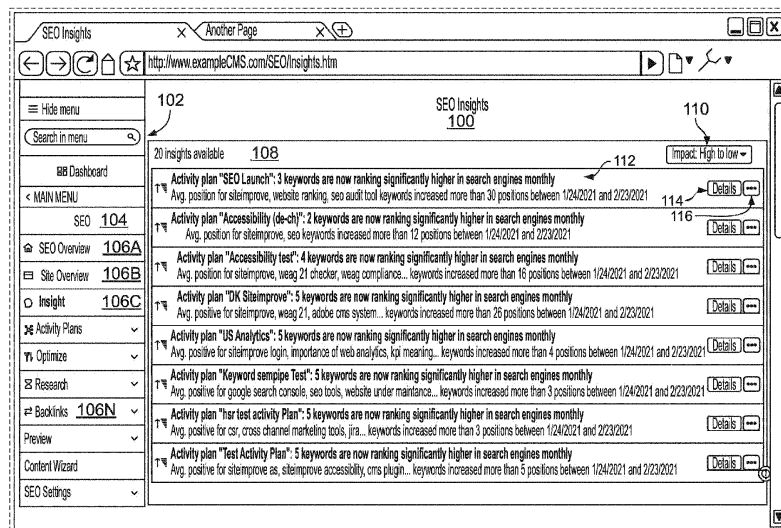 SEO Insights
Another Page
http://www.exampleCMS.com/SEO/Insights.htm
Hide menu
Search in menu
Dashboard
< MAIN MENU
SEO 104
SEO Overview 106A
Site Overview 106B
Insight 106C
Activity Plans
Optimize
Research
Backlinks 106N
Preview
Content Wizard
SEO Settings
102
SEO Insights
100
110
20 insights available 108
Impact: High to low
112
Activity plan "SEO Launch": 3 keywords are now ranking significantly higher in search engines monthly
Avg. position for siteimprove, website ranking, seo audit tool keywords increased more than 30 positions between 1/24/2021 and 2/23/2021
114
Details
116
Activity plan "Accessibility (de-ch)": 2 keywords are now ranking significantly higher in search engines monthly
Avg. position for siteimprove, seo keywords increased more than 12 positions between 1/24/2021 and 2/23/2021
Details
Activity plan "Accessibility test": 4 keywords are now ranking significantly higher in search engines monthly
Avg. position for siteimprove, weag 21 checker, weag compliance... keywords increased more than 16 positions between 1/24/2021 and 2/23/2021
Details
Activity plan "DK Siteimprove": 5 keywords are now ranking significantly higher in search engines monthly
Avg. positive for siteimprove, weag 21, adobe cms system... keywords increased more than 26 positions between 1/24/2021 and 2/23/2021
Details
Activity plan "US Analytics": 5 keywords are now ranking significantly higher in search engines monthly
Avg. positive for siteimprove login, importance of web analytics, kpi mearing... keywords increased more than 4 positions between 1/24/2021 and 2/23/2021
Details
Activity plan "Keyword sempipe Test": 5 keywords are now ranking significantly higher in search engines monthly
Avg. positive for google search console, seo tools, website under maintance... keywords increased more than 3 positions between 1/24/2021 and 2/23/2021
Details
Activity plan "hsr test activity Plan": 5 keywords are now ranking significantly higher in search engines monthly
Avg. positive for csr, cross channel marketing tools, jira... keywords increased more than 3 positions between 1/24/2021 and 2/23/2021
Details
Activity plan "Test Activity Plan": 5 keywords are now ranking significantly higher in search engines monthly
Avg. positive for siteimprove as, siteimprove accessiblity, cms plugin... keywords increased more than 5 positions between 1/24/2021 and 2/23/2021
Details